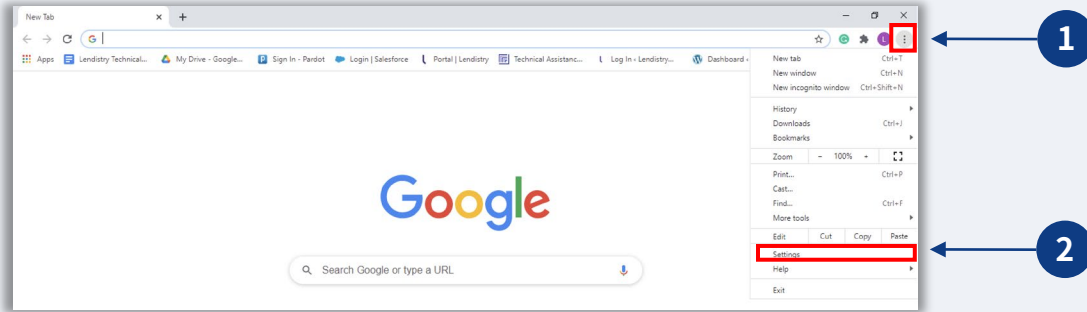 New Tab
1
Apps Lendistry Technical... My Drive - Google... Sign In - Pardot Login | Salesforce Portal | Lendistry Technical Assistanc... Log In ‹ Lendistry... Dashboard ‹
New tab Ctrl+T
New window Ctrl+N
New incognito window Ctrl+Shift+N
History
Downloads Ctrl+J
Bookmarks
Zoom - 100% +
Print... Ctrl+P
Cast...
Find... Ctrl+F
More tools
Edit Cut Copy Paste
Settings
2
Help
Exit
Google
Search Google or type a URL